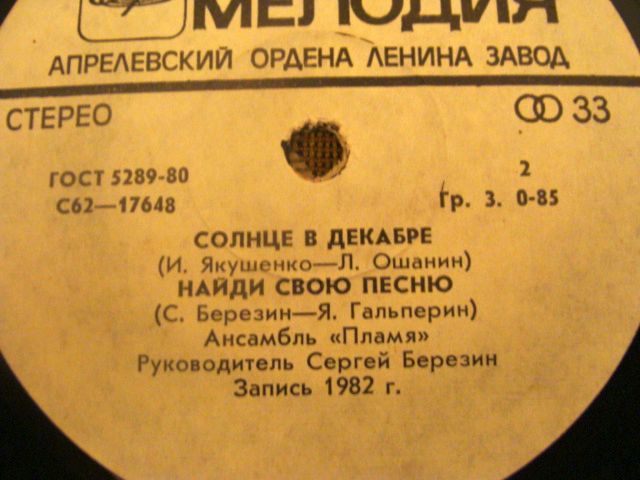 МЕЛОДИЯ
АПРЕЛЕВСКИЙ ОРДЕНА ЛЕНИНА ЗАВОД
СТЕРЕО 33
ГОСТ 5289-80 2
С62—17648 Гр. 3. 0-85
СОЛНЦЕ В ДЕКАБРЕ
(И. Якушенко—Л. Ошанин)
НАЙДИ СВОЮ ПЕСНЮ
(С. Березин—Я. Гальперин)
Ансамбль «Пламя»
Руководитель Сергей Березин
Запись 1982 г.